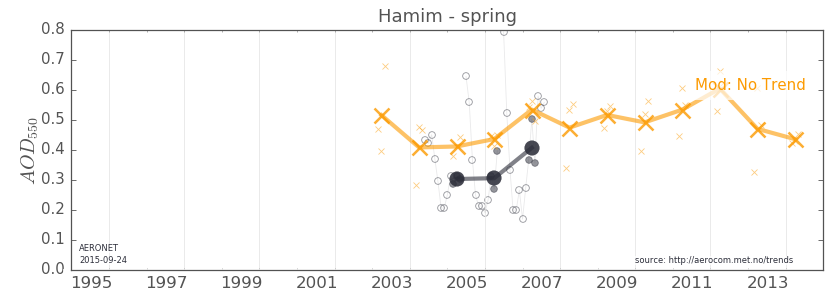 Hamim - spring
0.8
0.7
0.6
0.5
0.4
0.3
0.2
0.1
0.0
AOD550
Mod: No Trend
AERONET
2015-09-24
source: http://aerocom.met.no/trends
1995 1997 1999 2001 2003 2005 2007 2009 2011 2013